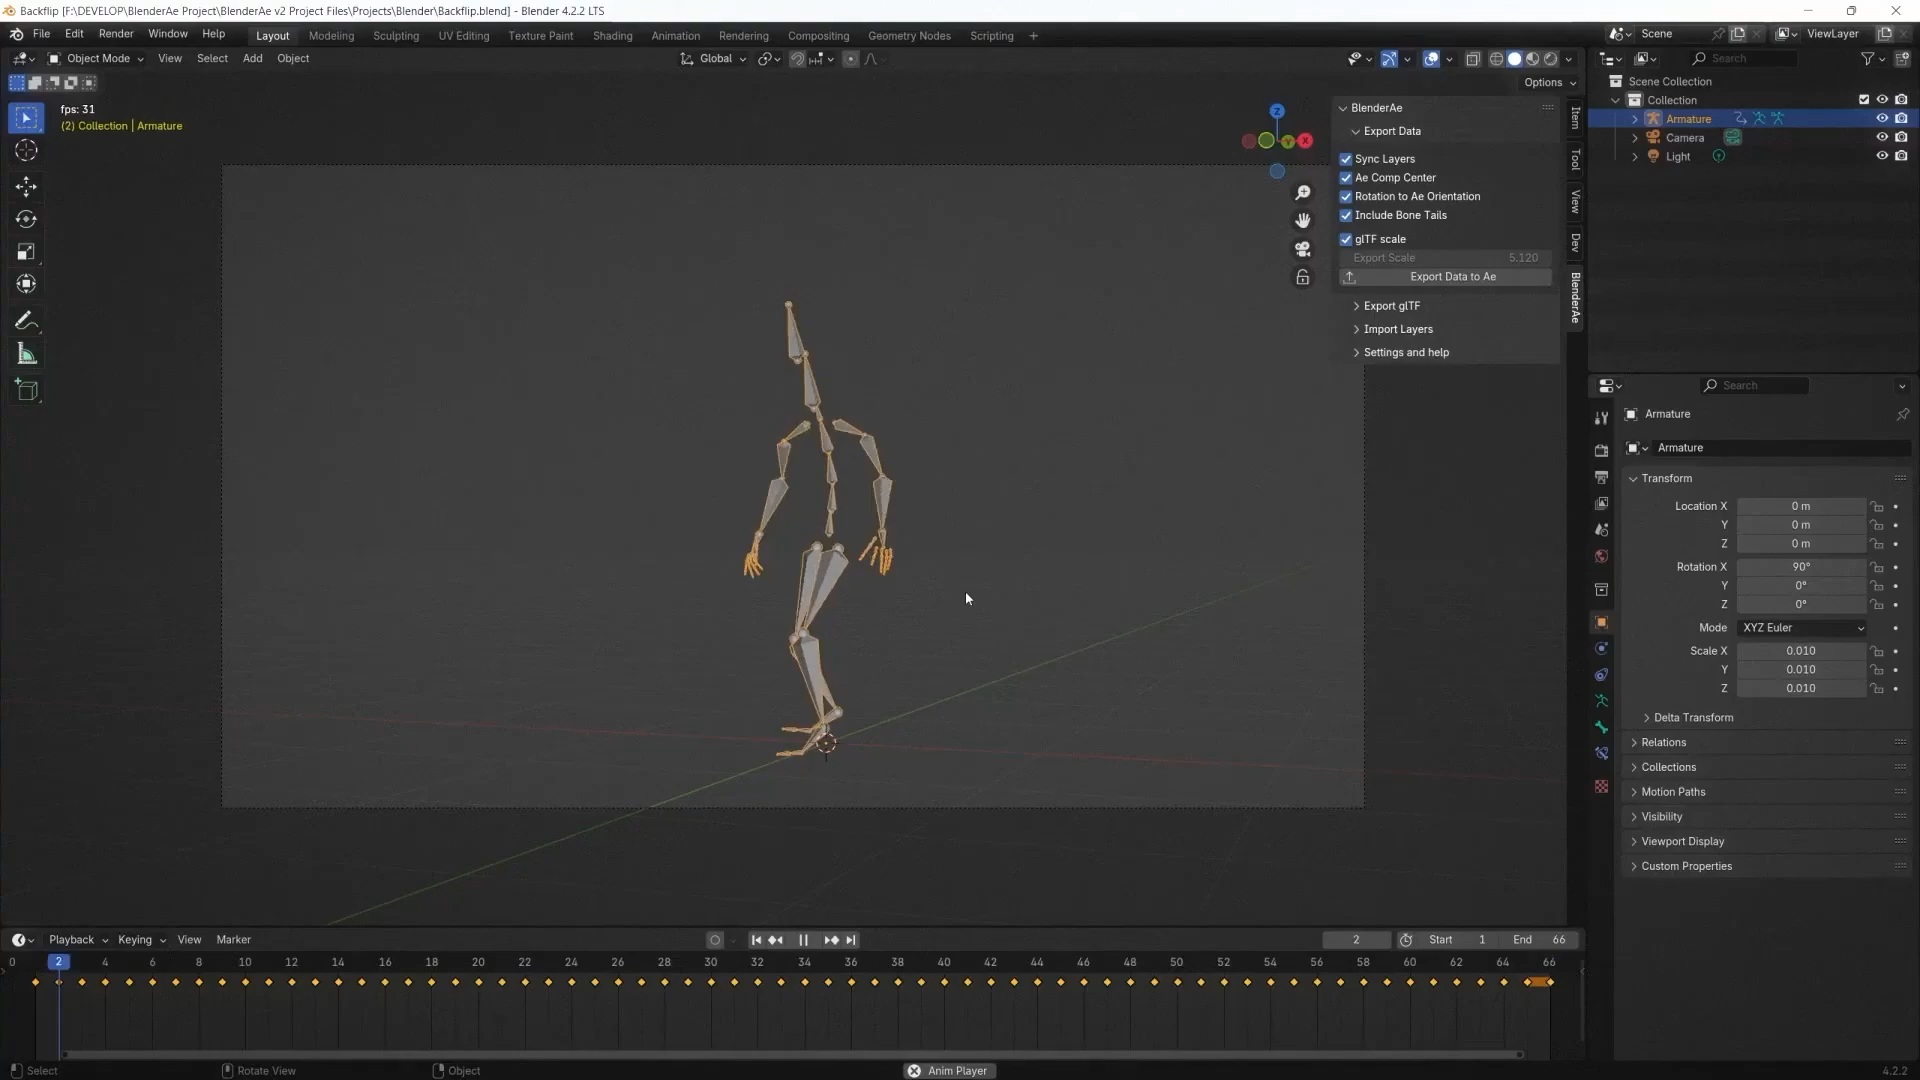 Backflip [F:\DEVELOP\BlenderAe Project\BlenderAe v2 Project Files\Projects\Blender\Backflip.blend] - Blender 4.2.2 LTS
File Edit Render Window Help Layout Modeling Sculpting UV Editing Texture Paint Shading Animation Rendering Compositing Geometry Nodes Scripting + Scene ViewLayer
Object Mode View Select Add Object Global Search
Options
Scene Collection
Collection
Armature
Camera
Light
fps: 31
(2) Collection | Armature
Z
Y
X
BlenderAe
Export Data
Sync Layers
Ae Comp Center
Rotation to Ae Orientation
Include Bone Tails
glTF scale
Export Scale 5.120
Export Data to Ae
Export glTF
Import Layers
Settings and help
Item
Tool
View
Dev
BlenderAe
Search
Armature
Armature
Transform
Location X 0 m
Y 0 m
Z 0 m
Rotation X 90°
Y 0°
Z 0°
Mode XYZ Euler
Scale X 0.010
Y 0.010
Z 0.010
Delta Transform
Relations
Collections
Motion Paths
Visibility
Viewport Display
Custom Properties
Playback Keying View Marker 2 Start 1 End 66
0 2 4 6 8 10 12 14 16 18 20 22 24 26 28 30 32 34 36 38 40 42 44 46 48 50 52 54 56 58 60 62 64 66
Select Rotate View Object Anim Player 4.2.2